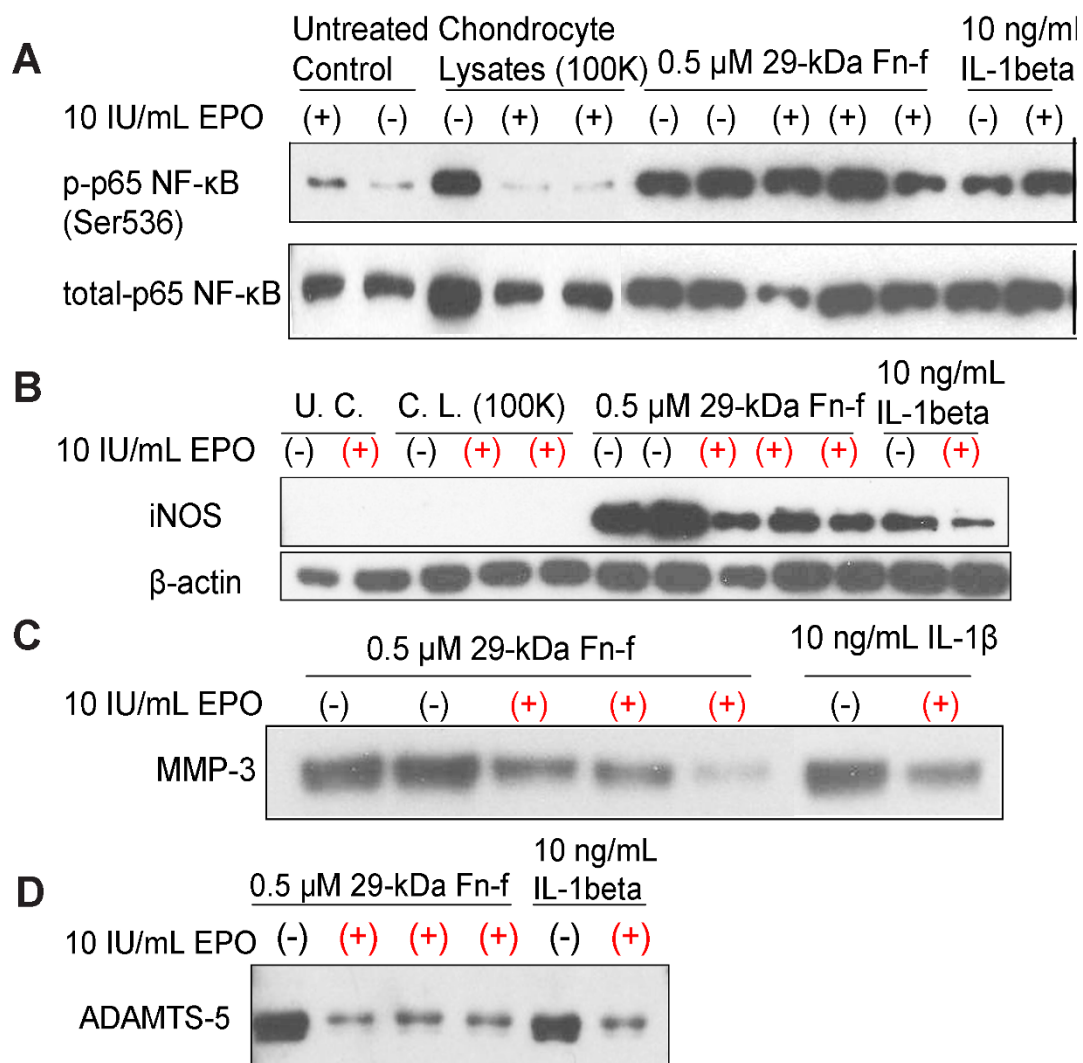 A
Untreated Control
Chondrocyte Lysates (100K)
0.5 µM 29-kDa Fn-f
10 ng/mL IL-1beta
10 IU/mL EPO (+) (-) (-) (+) (+) (-) (-) (+) (+) (+) (-) (+)
p-p65 NF-κB
(Ser536)
total-p65 NF-κB
B
U. C. C. L. (100K) 0.5 µM 29-kDa Fn-f
10 ng/mL
IL-1beta
10 IU/mL EPO (-) (+) (-) (+) (+) (-) (-) (+) (+) (+) (-) (+)
iNOS
β-actin
C
0.5 µM 29-kDa Fn-f 10 ng/mL IL-1β
10 IU/mL EPO (-) (-) (+) (+) (+) (-) (+)
MMP-3
D
0.5 µM 29-kDa Fn-f
10 ng/mL
IL-1beta
10 IU/mL EPO (-) (+) (+) (+) (-) (+)
ADAMTS-5